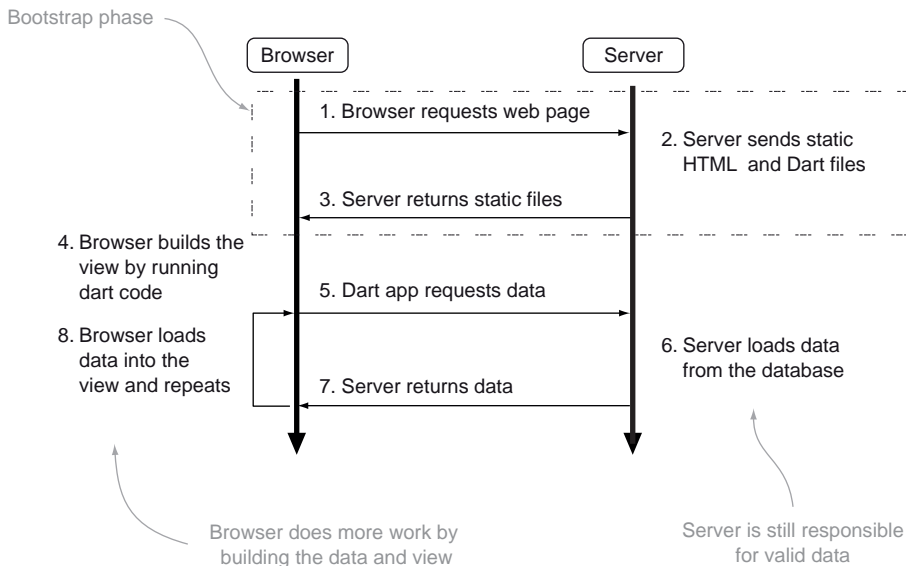 Bootstrap phase
Browser
Server
1. Browser requests web page
2. Server sends static
HTML and Dart files
3. Server returns static files
4. Browser builds the
view by running
dart code
5. Dart app requests data
8. Browser loads
data into the
view and repeats
6. Server loads data
from the database
7. Server returns data
Browser does more work by
building the data and view
Server is still responsible
for valid data